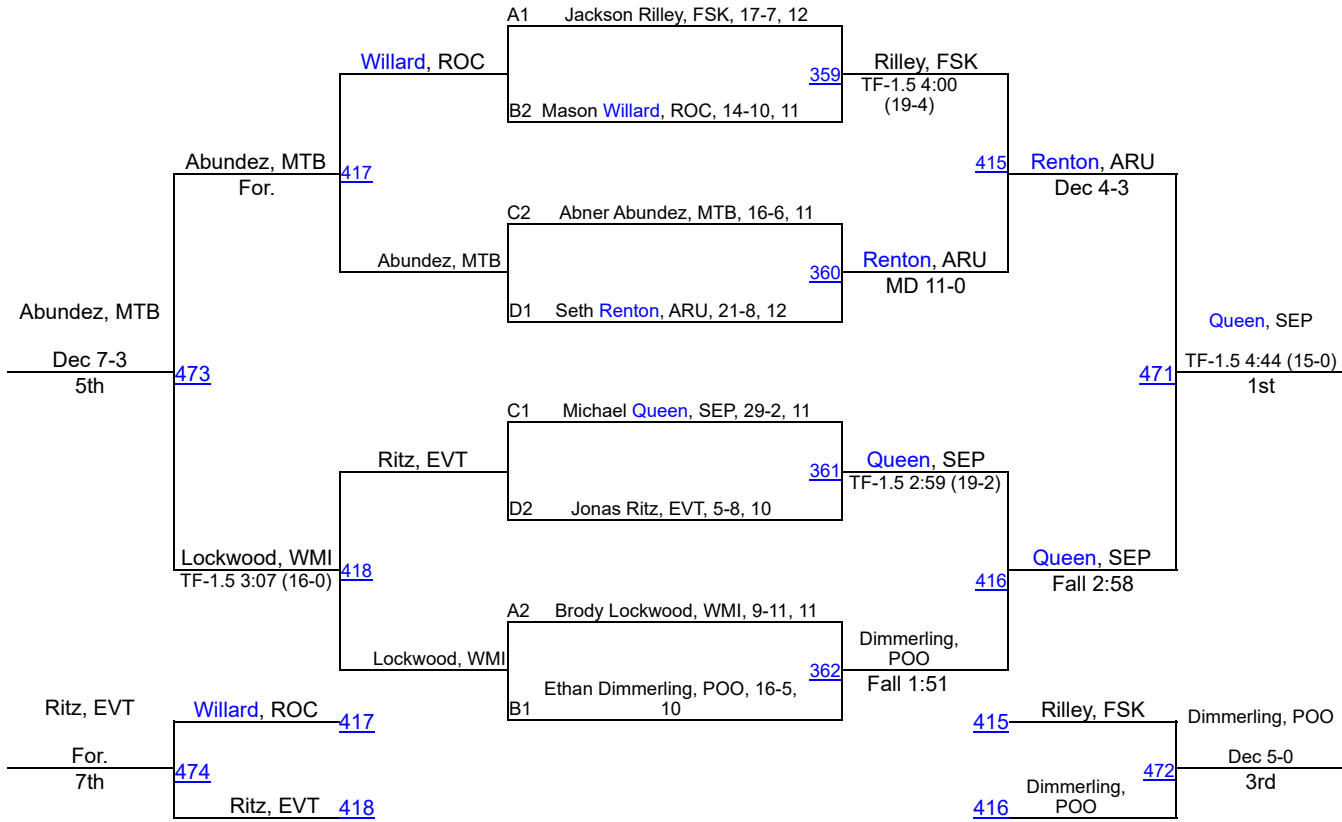 A1 Jackson Rilley, FSK, 17-7, 12
Willard, ROC
359
Rilley, FSK
TF-1.5 4:00
(19-4)
B2 Mason Willard, ROC, 14-10, 11
Abundez, MTB
For.
417
415
Renton, ARU
Dec 4-3
C2 Abner Abundez, MTB, 16-6, 11
Abundez, MTB
360
Renton, ARU
MD 11-0
D1 Seth Renton, ARU, 21-8, 12
Abundez, MTB
Dec 7-3
5th
473
471
Queen, SEP
TF-1.5 4:44 (15-0)
1st
C1 Michael Queen, SEP, 29-2, 11
Ritz, EVT
361
Queen, SEP
TF-1.5 2:59 (19-2)
D2 Jonas Ritz, EVT, 5-8, 10
Lockwood, WMI
TF-1.5 3:07 (16-0)
418
416
Queen, SEP
Fall 2:58
A2 Brody Lockwood, WMI, 9-11, 11
Lockwood, WMI
362
Dimmerling,
POO
Fall 1:51
Ethan Dimmerling, POO, 16-5,
B1 10
Ritz, EVT
For.
7th
Willard, ROC 417
474
Ritz, EVT 418
415 Rilley, FSK
472
416 Dimmerling,
POO
Dimmerling, POO
Dec 5-0
3rd